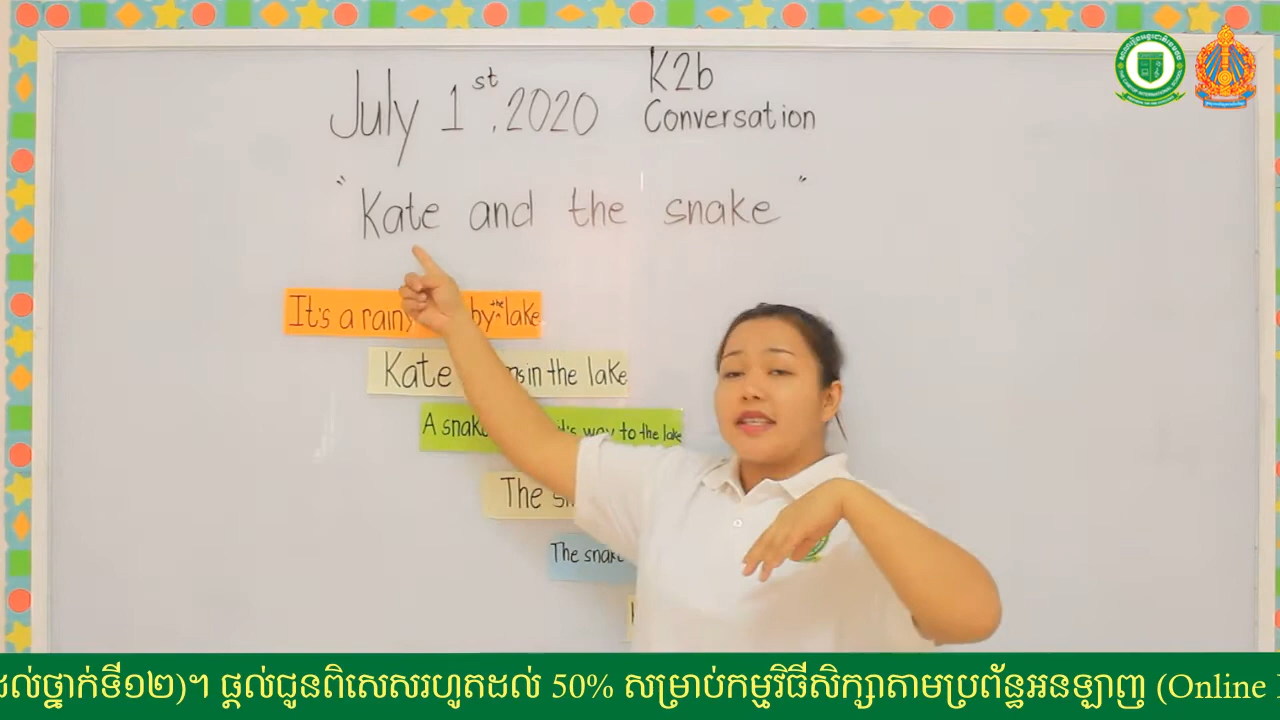 July 1st, 2020
K2b
Conversation
"Kate and the snake"
It's a rainy by the lake
Kate in the lake
A snake it's way to the lake
The
The snake
ដល់ថ្នាក់ទី១២)។ ផ្តល់ជូនពិសេសរហូតដល់ 50% សម្រាប់កម្មវិធីសិក្សាតាមប្រព័ន្ធអនឡាញ (Online